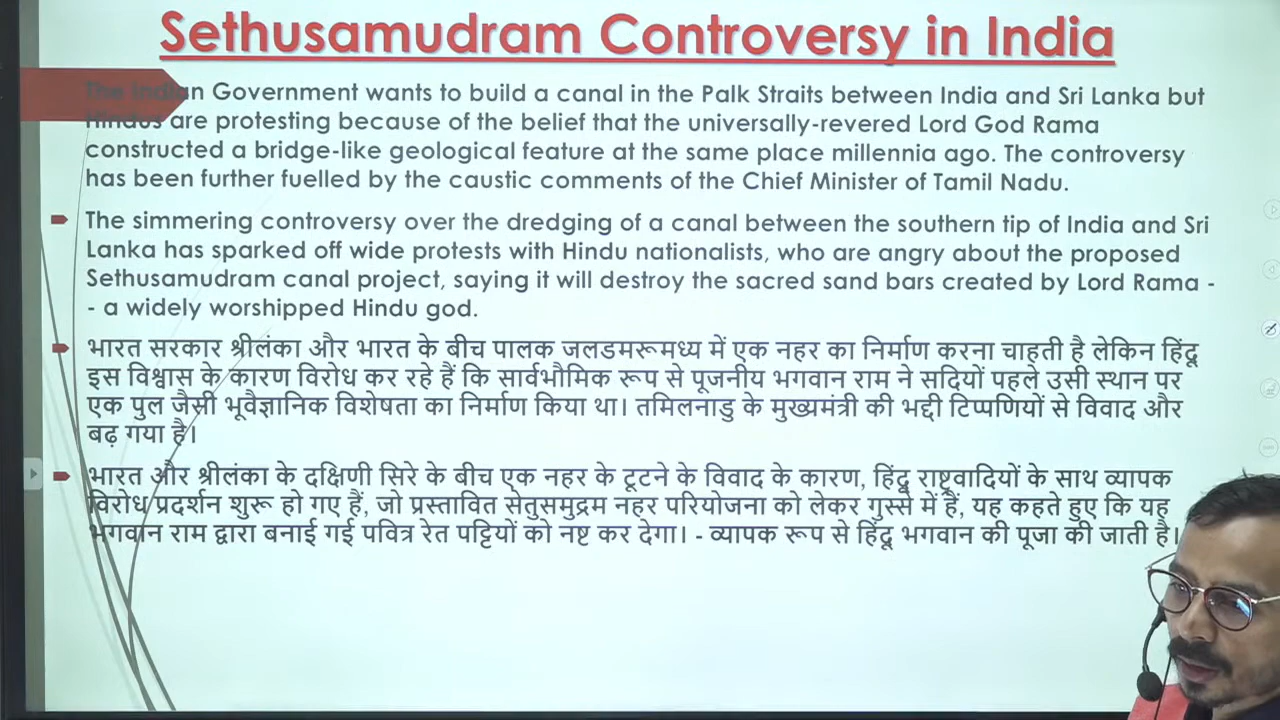 Sethusamudram Controversy in India
The Indian Government wants to build a canal in the Palk Straits between India and Sri Lanka but
Hindus are protesting because of the belief that the universally-revered Lord God Rama
constructed a bridge-like geological feature at the same place millennia ago. The controversy
has been further fuelled by the caustic comments of the Chief Minister of Tamil Nadu.
The simmering controversy over the dredging of a canal between the southern tip of India and Sri
Lanka has sparked off wide protests with Hindu nationalists, who are angry about the proposed
Sethusamudram canal project, saying it will destroy the sacred sand bars created by Lord Rama -
- a widely worshipped Hindu god.
भारत सरकार श्रीलंका और भारत के बीच पालक जलडमरूमध्य में एक नहर का निर्माण करना चाहती है लेकिन हिंदू
इस विश्वास के कारण विरोध कर रहे हैं कि सार्वभौमिक रूप से पूजनीय भगवान राम ने सदियों पहले उसी स्थान पर
एक पुल जैसी भूवैज्ञानिक विशेषता का निर्माण किया था। तमिलनाडु के मुख्यमंत्री की भद्दी टिप्पणियों से विवाद और
बढ़ गया है।
भारत और श्रीलंका के दक्षिणी सिरे के बीच एक नहर के टूटने के विवाद के कारण, हिंदू राष्ट्रवादियों के साथ व्यापक
विरोध प्रदर्शन शुरू हो गए हैं, जो प्रस्तावित सेतुसमुद्रम नहर परियोजना को लेकर गुस्से में हैं, यह कहते हुए कि यह
भगवान राम द्वारा बनाई गई पवित्र रेत पट्टियों को नष्ट कर देगा। - व्यापक रूप से हिंदू भगवान की पूजा की जाती है।